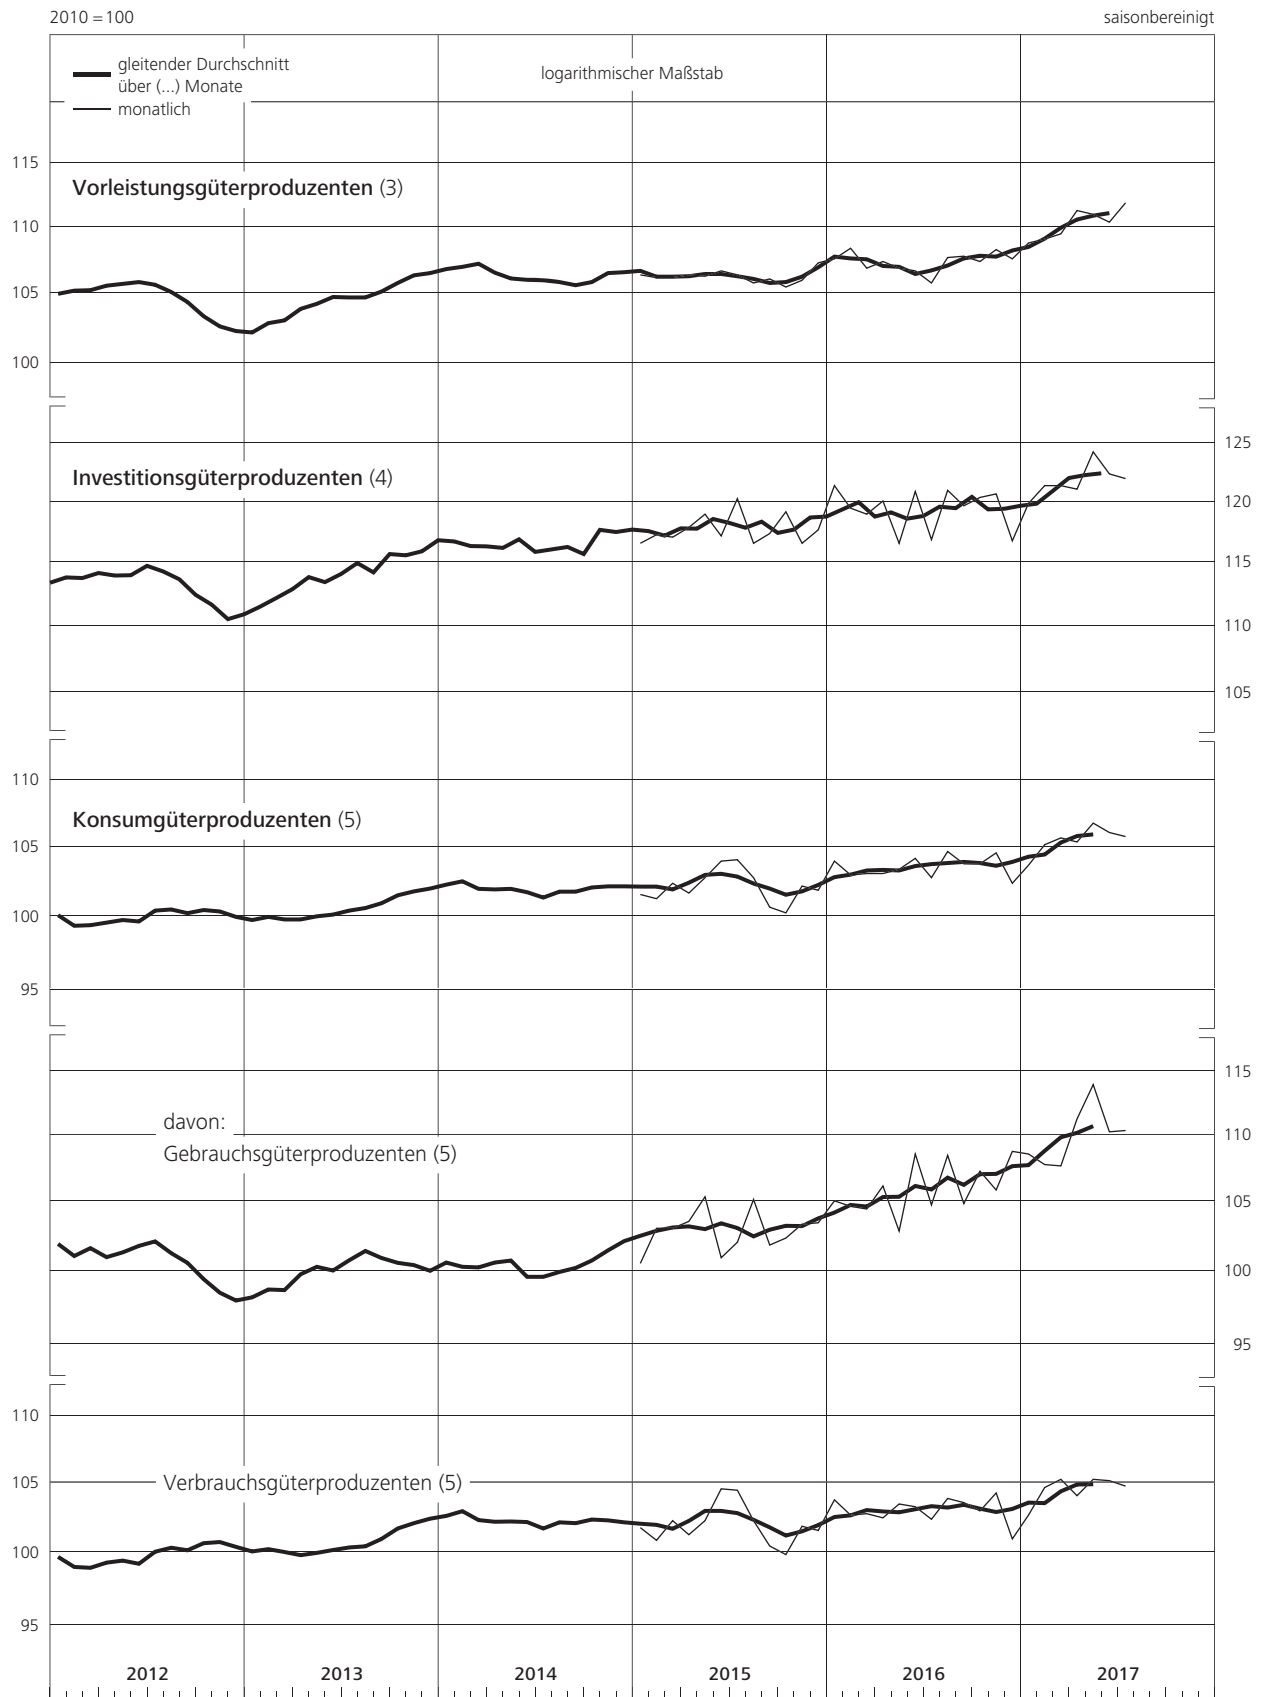 2010 = 100
saisonbereinigt
gleitender Durchschnitt
über (...) Monate
monatlich
logarithmischer Maßstab
115
Vorleistungsgüterproduzenten (3)
110
105
100
125
Investitionsgüterproduzenten (4)
120
115
110
105
110
Konsumgüterproduzenten (5)
105
100
95
115
davon:
110
Gebrauchsgüterproduzenten (5)
105
100
95
110
105
Verbrauchsgüterproduzenten (5)
100
95
2012 2013 2014 2015 2016 2017